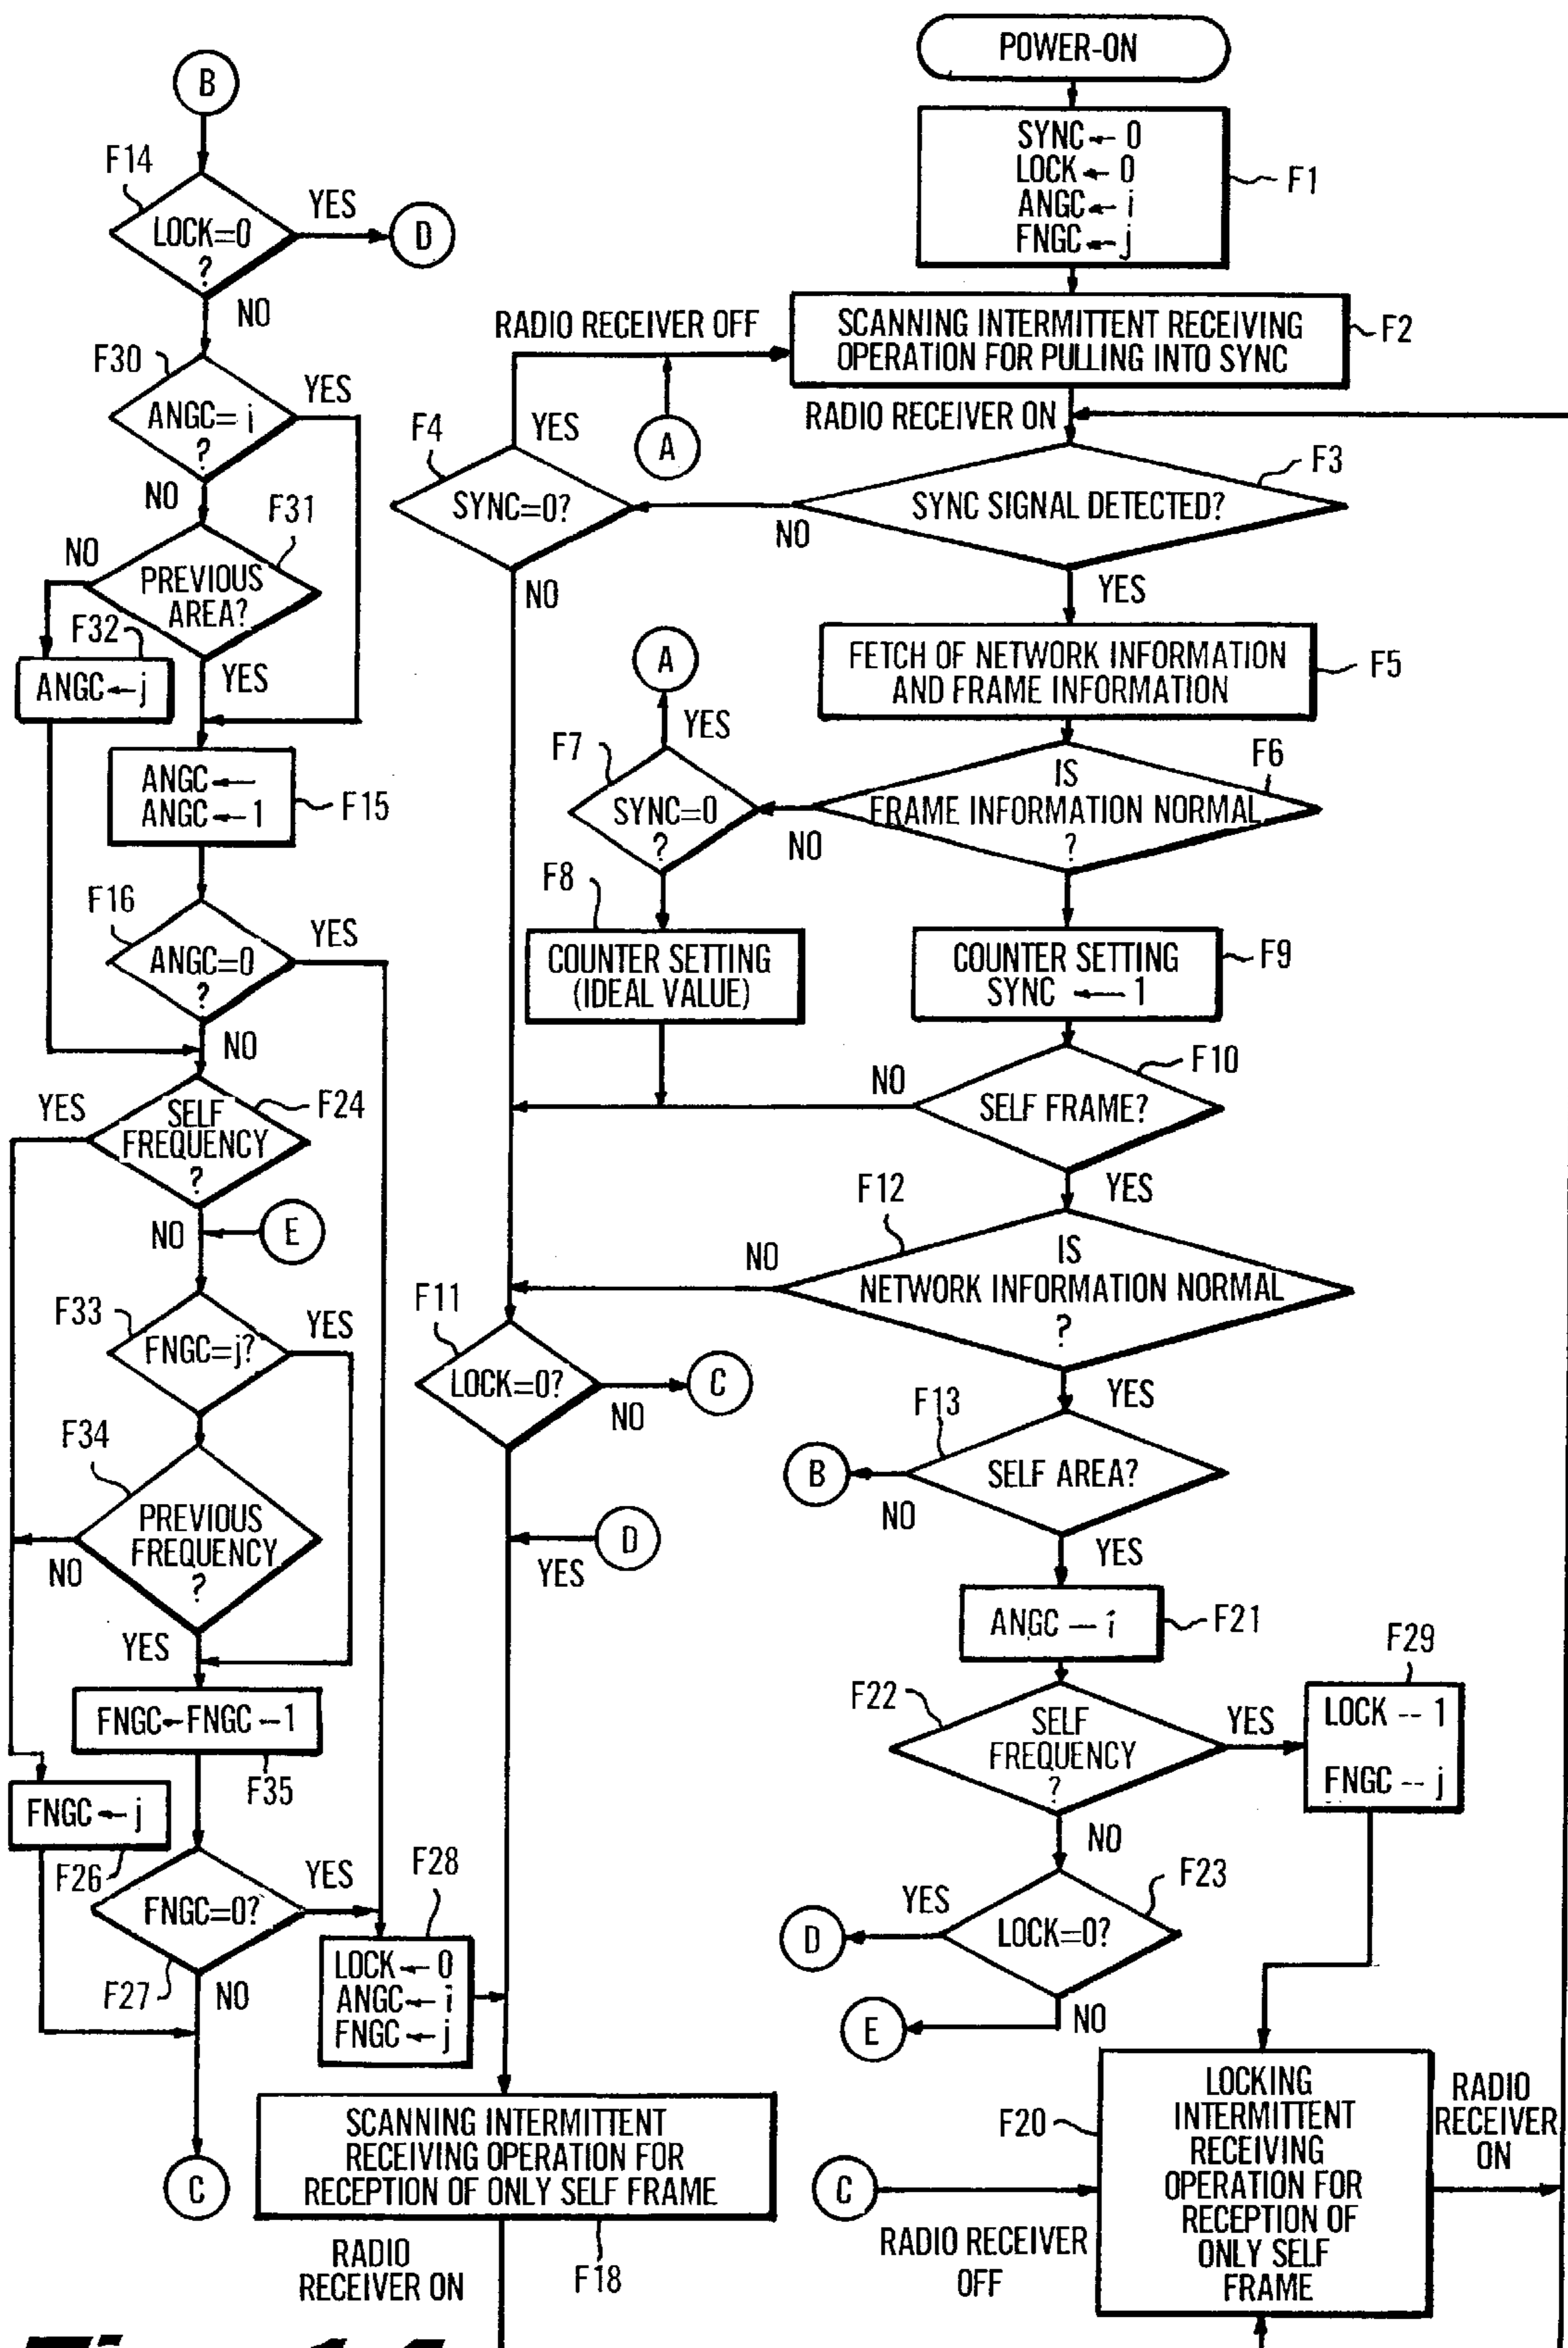 POWER-ON
SYNC←0
LOCK←0
ANGC←i
FNGC←j
F1
SCANNING INTERMITTENT RECEIVING
OPERATION FOR PULLING INTO SYNC
F2
RADIO RECEIVER OFF
RADIO RECEIVER ON
A
F3
SYNC SIGNAL DETECTED?
NO
YES
F4
SYNC=0?
YES
NO
FETCH OF NETWORK INFORMATION
AND FRAME INFORMATION
F5
F6
IS
FRAME INFORMATION NORMAL
?
NO
A
YES
F7
SYNC=0
?
F8
COUNTER SETTING
(IDEAL VALUE)
COUNTER SETTING
SYNC ← 1
F9
F10
SELF FRAME?
NO
YES
F12
IS
NETWORK INFORMATION NORMAL
?
NO
YES
F11
LOCK=0?
NO
C
D
YES
F13
SELF AREA?
B
NO
YES
ANGC — i
F21
F22
SELF
FREQUENCY
?
YES
NO
F29
LOCK -- 1
FNGC -- j
F23
LOCK=0?
YES
D
NO
E
F20
LOCKING
INTERMITTENT
RECEIVING
OPERATION FOR
RECEPTION OF
ONLY SELF
FRAME
RADIO
RECEIVER
ON
C
RADIO RECEIVER
OFF
B
F14
LOCK=0
?
YES
D
NO
F30
ANGC=i
?
YES
NO
F31
PREVIOUS
AREA?
NO
YES
F32
ANGC←j
ANGC←
ANGC←1
F15
F16
ANGC=0
?
YES
NO
SELF
FREQUENCY
?
F24
YES
NO
E
F33
FNGC=j?
YES
F34
PREVIOUS
FREQUENCY
?
NO
YES
FNGC←FNGC-1
F35
FNGC←j
F26
FNGC=0?
F27
YES
NO
C
F28
LOCK←0
ANGC←i
FNGC←j
SCANNING INTERMITTENT
RECEIVING OPERATION FOR
RECEPTION OF ONLY SELF FRAME
F18
RADIO
RECEIVER ON